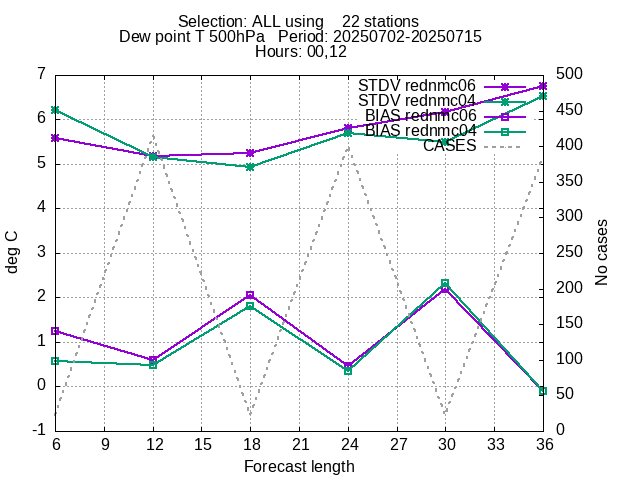 Selection: ALL using    22 stations
Dew point T 500hPa   Period: 20250702-20250715
Hours: 00,12
STDV rednmc06
STDV rednmc04
BIAS rednmc06
BIAS rednmc04
CASES
7
6
5
4
3
2
1
0
-1
deg C
500
450
400
350
300
250
200
150
100
50
0
No cases
6 12 15 18 21 24 27 30 33 36
Forecast length